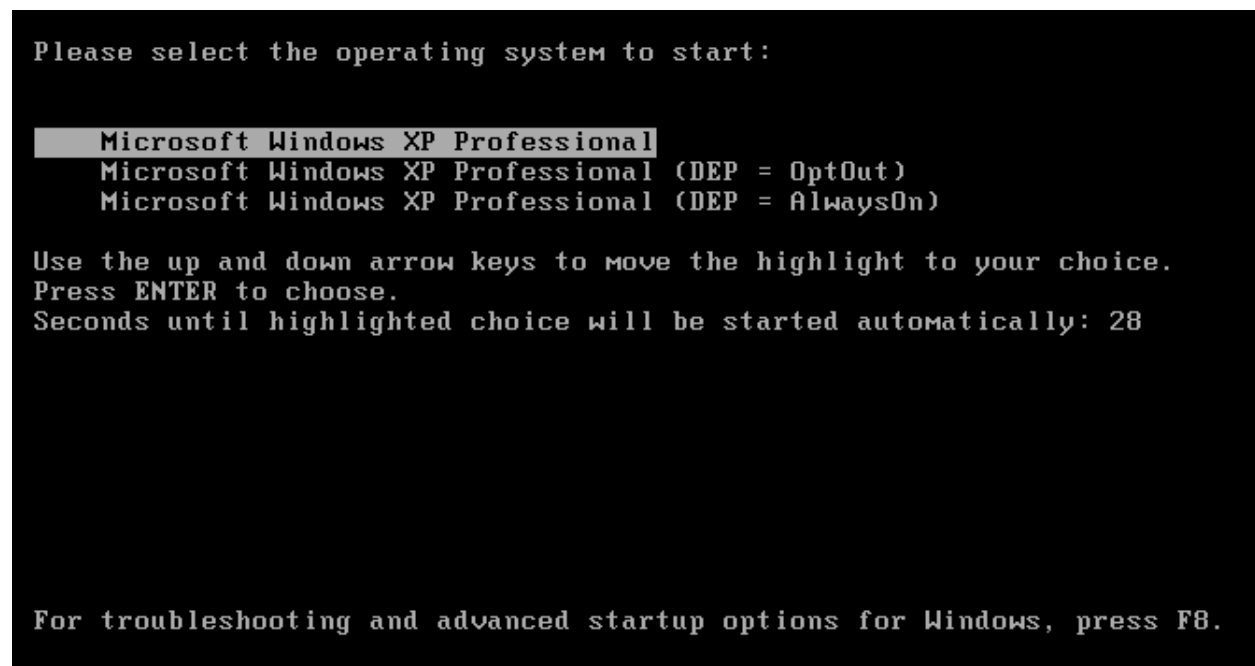 Please select the operating system to start:
Microsoft Windows XP Professional
Microsoft Windows XP Professional (DEP = OptOut)
Microsoft Windows XP Professional (DEP = AlwaysOn)
Use the up and down arrow keys to move the highlight to your choice.
Press ENTER to choose.
Seconds until highlighted choice will be started automatically: 28
For troubleshooting and advanced startup options for Windows, press F8.